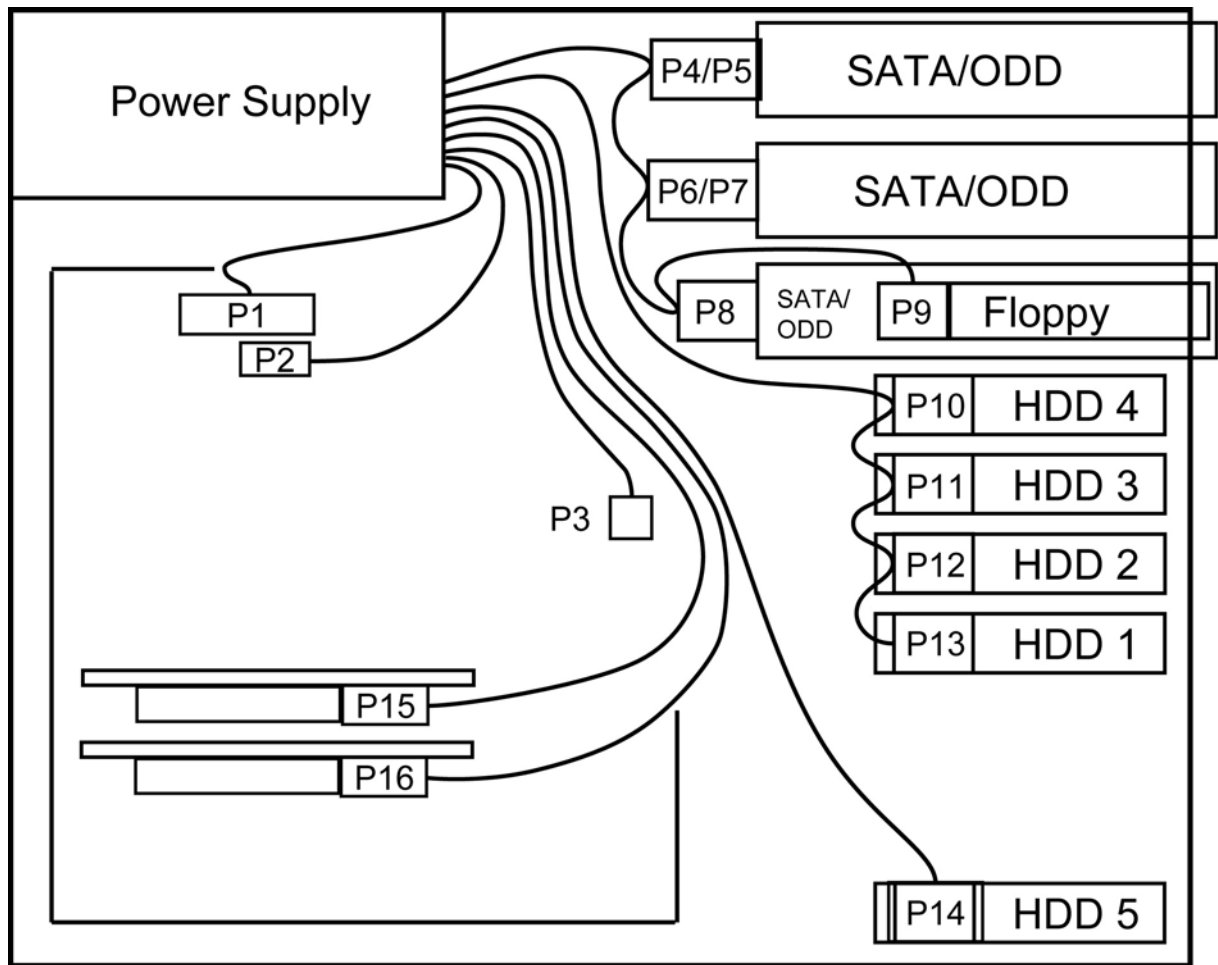 Power Supply
P4/P5
SATA/ODD
P6/P7
SATA/ODD
P8
SATA/
ODD
P9
Floppy
P1
P2
P10
HDD 4
P11
HDD 3
P3
P12
HDD 2
P13
HDD 1
P15
P16
P14
HDD 5